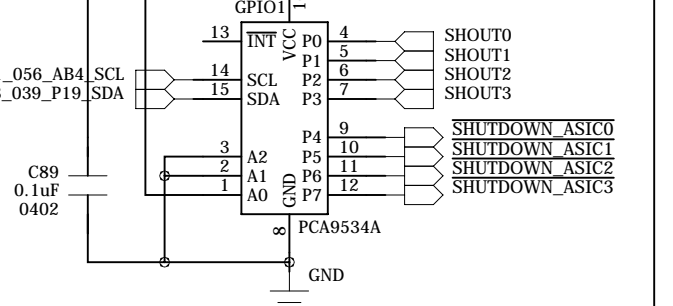 GPIO1 1
13 INT VCC P0 4 SHOUT0
P1 5 SHOUT1
_056_AB4_SCL 14 SCL P2 6 SHOUT2
_039_P19_SDA 15 SDA P3 7 SHOUT3
P4 9 SHUTDOWN_ASIC0
3 A2 P5 10 SHUTDOWN_ASIC1
C89 2 A1 GND P6 11 SHUTDOWN_ASIC2
0.1uF 1 A0 P7 12 SHUTDOWN_ASIC3
0402
8 PCA9534A
GND